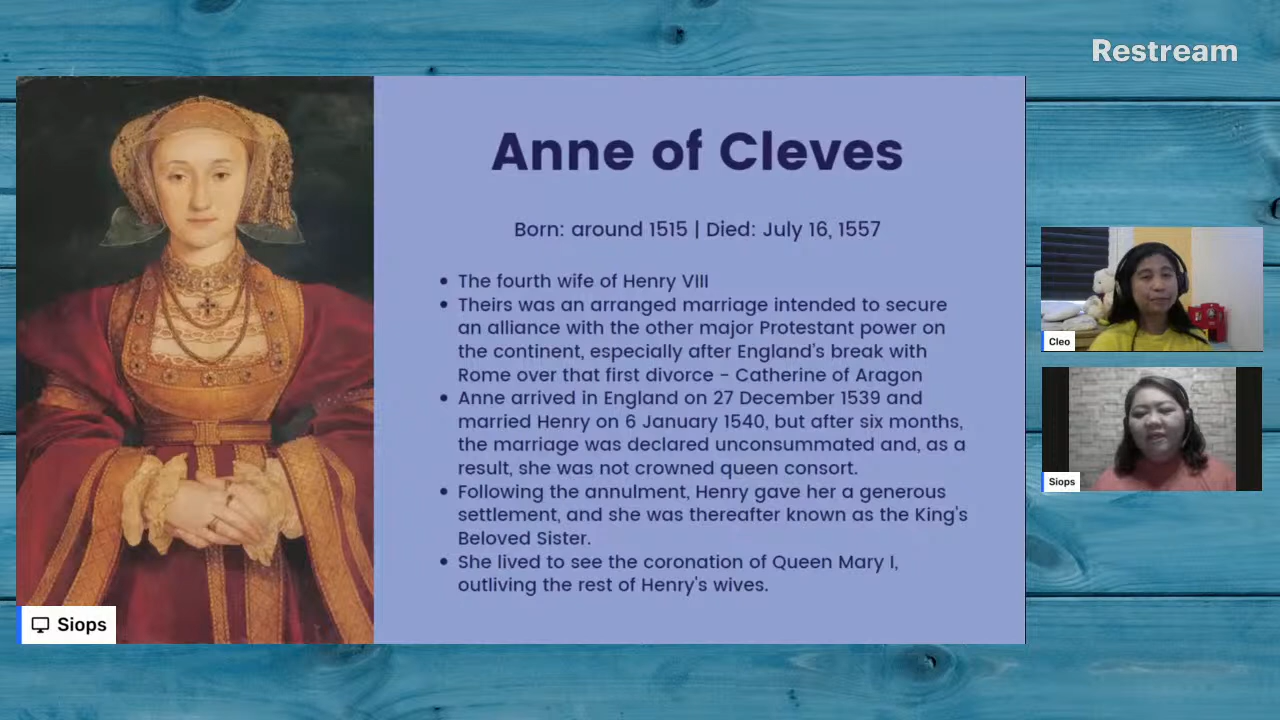 Restream
Anne of Cleves
Born: around 1515 | Died: July 16, 1557
• The fourth wife of Henry VIII
• Theirs was an arranged marriage intended to secure
an alliance with the other major Protestant power on
the continent, especially after England's break with
Rome over that first divorce - Catherine of Aragon
• Anne arrived in England on 27 December 1539 and
married Henry on 6 January 1540, but after six months,
the marriage was declared unconsummated and, as a
result, she was not crowned queen consort.
• Following the annulment, Henry gave her a generous
settlement, and she was thereafter known as the King's
Beloved Sister.
• She lived to see the coronation of Queen Mary I,
outliving the rest of Henry's wives.
Siops
Cleo
Siops